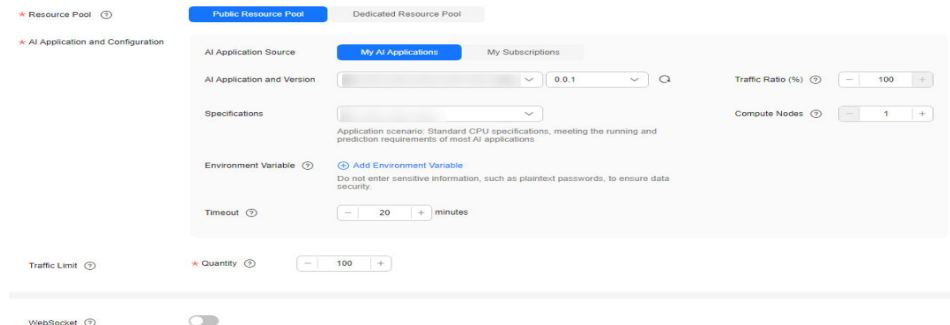 * Resource Pool ? Public Resource Pool Dedicated Resource Pool
* AI Application and Configuration
AI Application Source My AI Applications My Subscriptions
AI Application and Version 0.0.1 Traffic Ratio (%) ? − 100 +
Specifications Compute Nodes ? − 1 +
Application scenario: Standard CPU specifications, meeting the running and
prediction requirements of most AI applications
Environment Variable ? + Add Environment Variable
Do not enter sensitive information, such as plaintext passwords, to ensure data
security.
Timeout ? − 20 + minutes
Traffic Limit ? * Quantity ? − 100 +
WebSocket ?